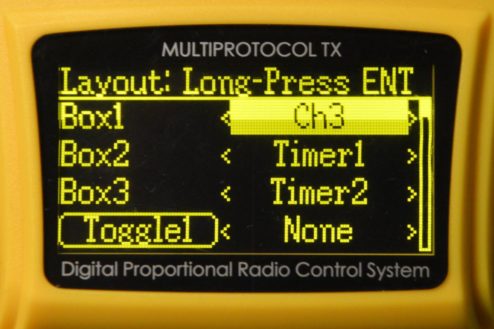 MULTIPROTOCOL TX
Layout: Long-Press ENT
Box1 < Ch3 >
Box2 < Timer1 >
Box3 < Timer2 >
Toggle1 < None >
Digital Proportional Radio Control System